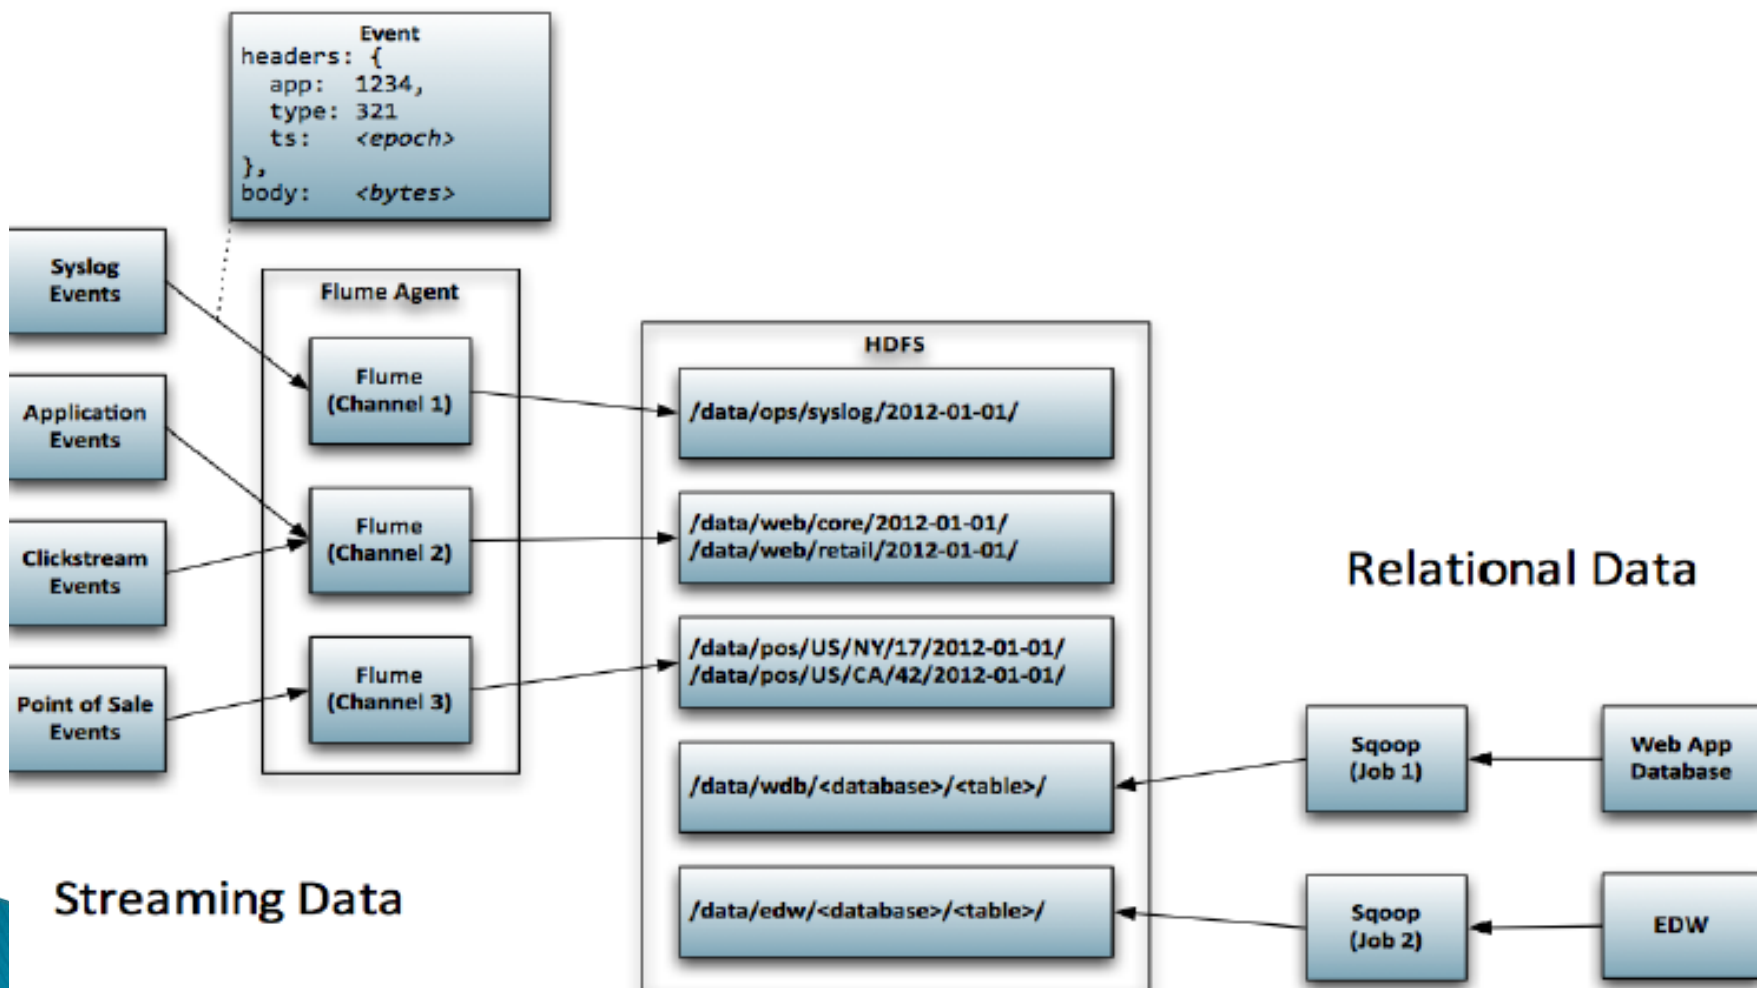 Event
headers: {
app: 1234,
type: 321
ts: <epoch>
},
body: <bytes>
Syslog
Events
Application
Events
Clickstream
Events
Point of Sale
Events
Flume Agent
Flume
(Channel 1)
Flume
(Channel 2)
Flume
(Channel 3)
HDFS
/data/ops/syslog/2012-01-01/
/data/web/core/2012-01-01/
/data/web/retail/2012-01-01/
/data/pos/US/NY/17/2012-01-01/
/data/pos/US/CA/42/2012-01-01/
/data/wdb/<database>/<table>/
/data/edw/<database>/<table>/
Relational Data
Sqoop
(Job 1)
Web App
Database
Sqoop
(Job 2)
EDW
Streaming Data